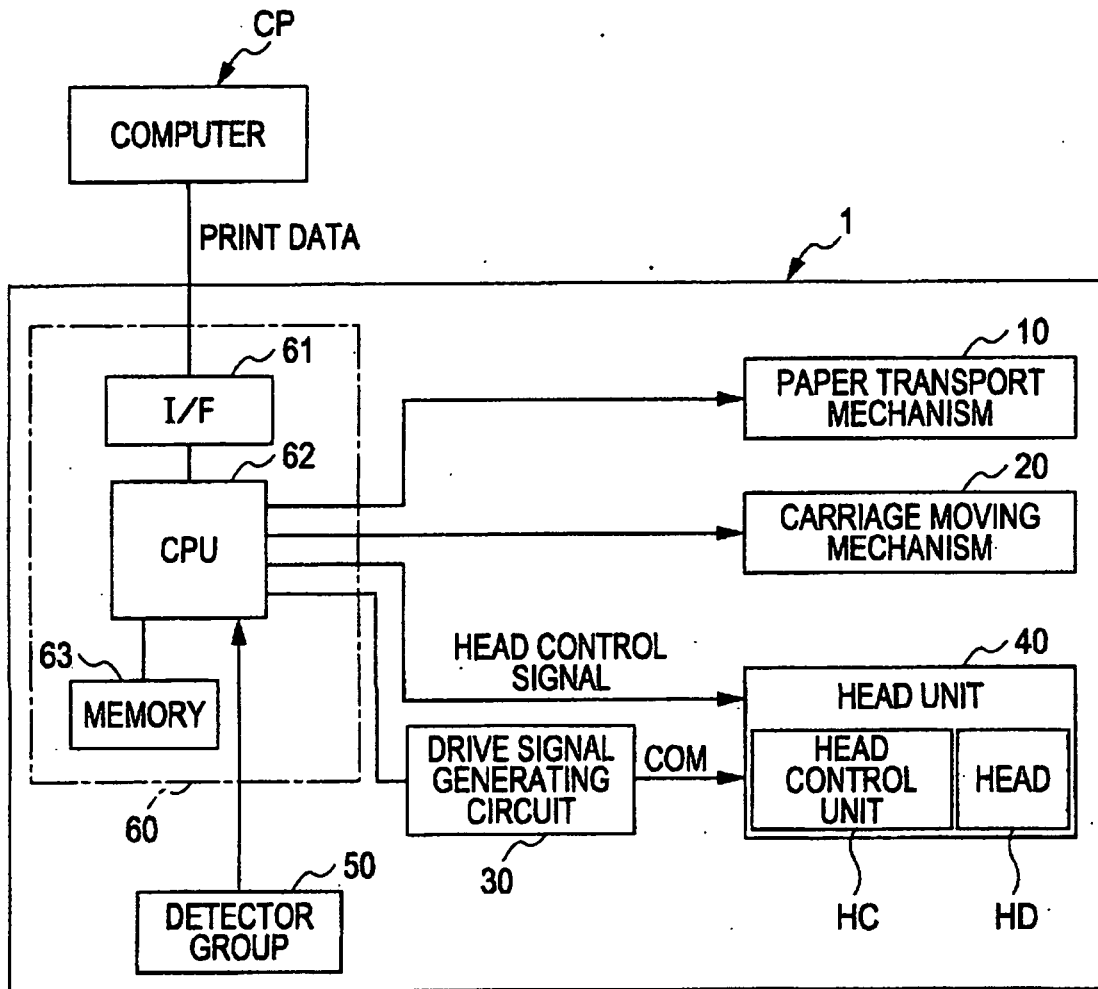 CP
COMPUTER
PRINT DATA
1
61
I/F
62
CPU
63
MEMORY
60
50
DETECTOR
GROUP
10
PAPER TRANSPORT
MECHANISM
20
CARRIAGE MOVING
MECHANISM
HEAD CONTROL
SIGNAL
40
HEAD UNIT
DRIVE SIGNAL
GENERATING
CIRCUIT
30
COM
HEAD
CONTROL
UNIT
HEAD
HC
HD